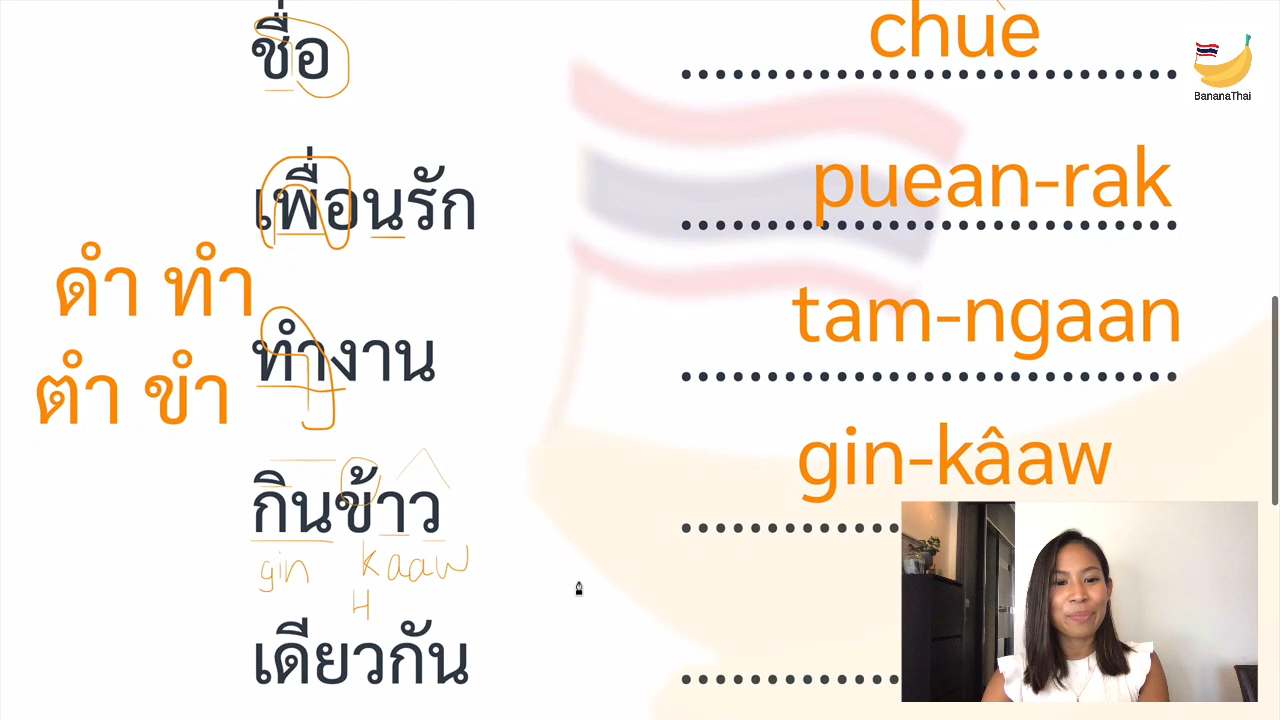 ชื่อ chuè
BananaThai
เพื่อนรัก puean-rak
ดำ ทำ
ทำงาน tam-ngaan
ตำ ขำ
กินข้าว gin-kâaw
gin kaaw
H
เดียวกัน